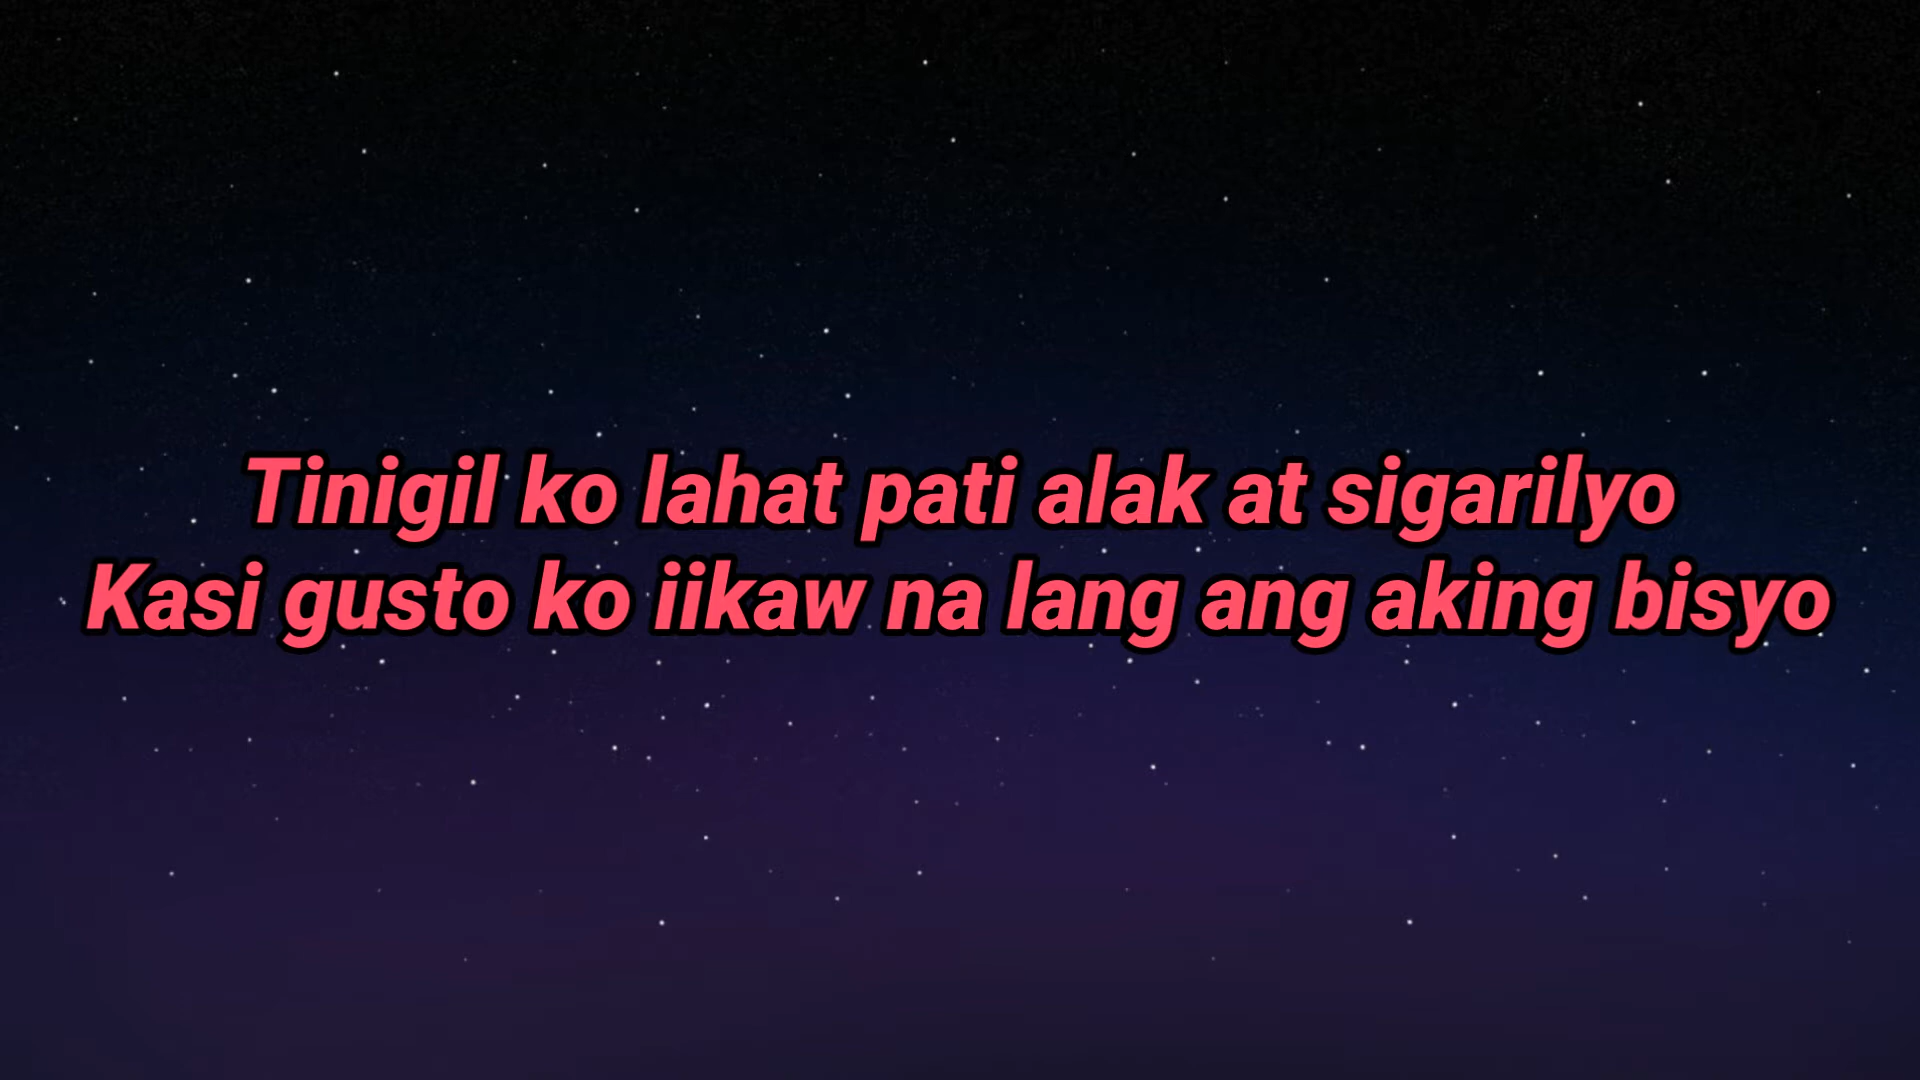 Tinigil ko lahat pati alak at sigarilyo
Kasi gusto ko iikaw na lang ang aking bisyo